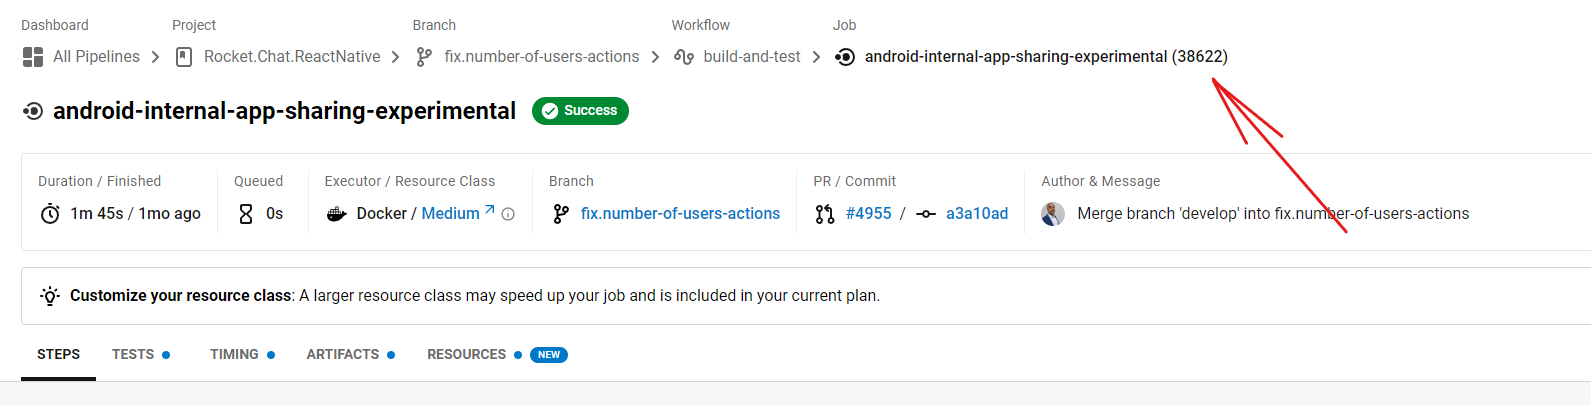 Dashboard Project Branch Workflow Job
All Pipelines Rocket.Chat.ReactNative fix.number-of-users-actions build-and-test android-internal-app-sharing-experimental (38622)
android-internal-app-sharing-experimental Success
Duration / Finished Queued Executor / Resource Class Branch PR / Commit Author & Message
1m 45s / 1mo ago 0s Docker / Medium fix.number-of-users-actions #4955 / a3a10ad Merge branch 'develop' into fix.number-of-users-actions
Customize your resource class: A larger resource class may speed up your job and is included in your current plan.
STEPS TESTS TIMING ARTIFACTS RESOURCES NEW